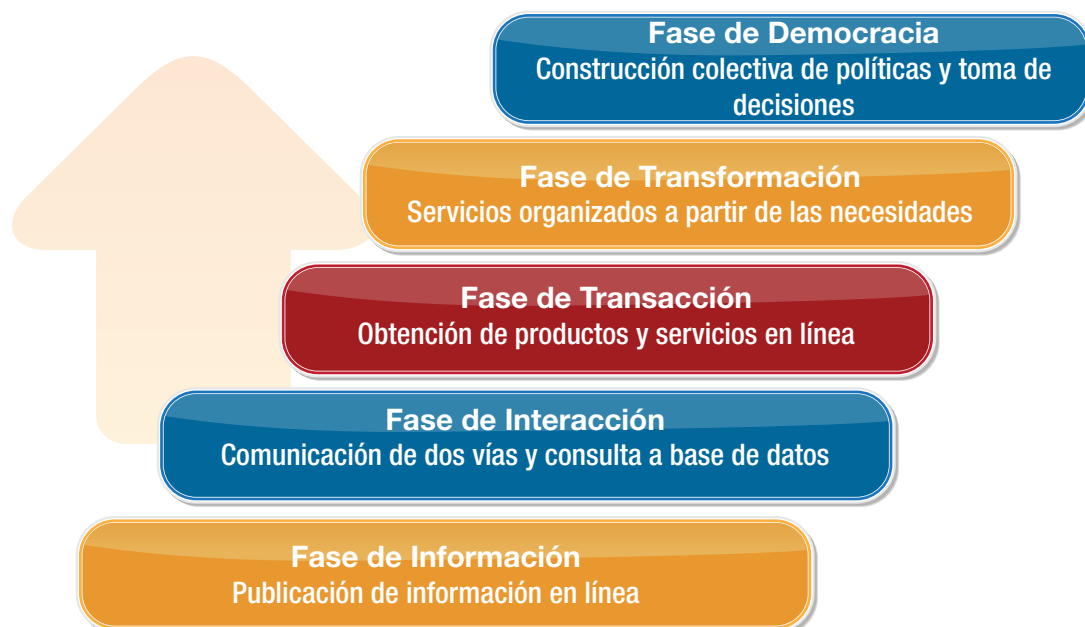 Fase de Democracia
Construcción colectiva de políticas y toma de
decisiones
Fase de Transformación
Servicios organizados a partir de las necesidades
Fase de Transacción
Obtención de productos y servicios en línea
Fase de Interacción
Comunicación de dos vías y consulta a base de datos
Fase de Información
Publicación de información en línea